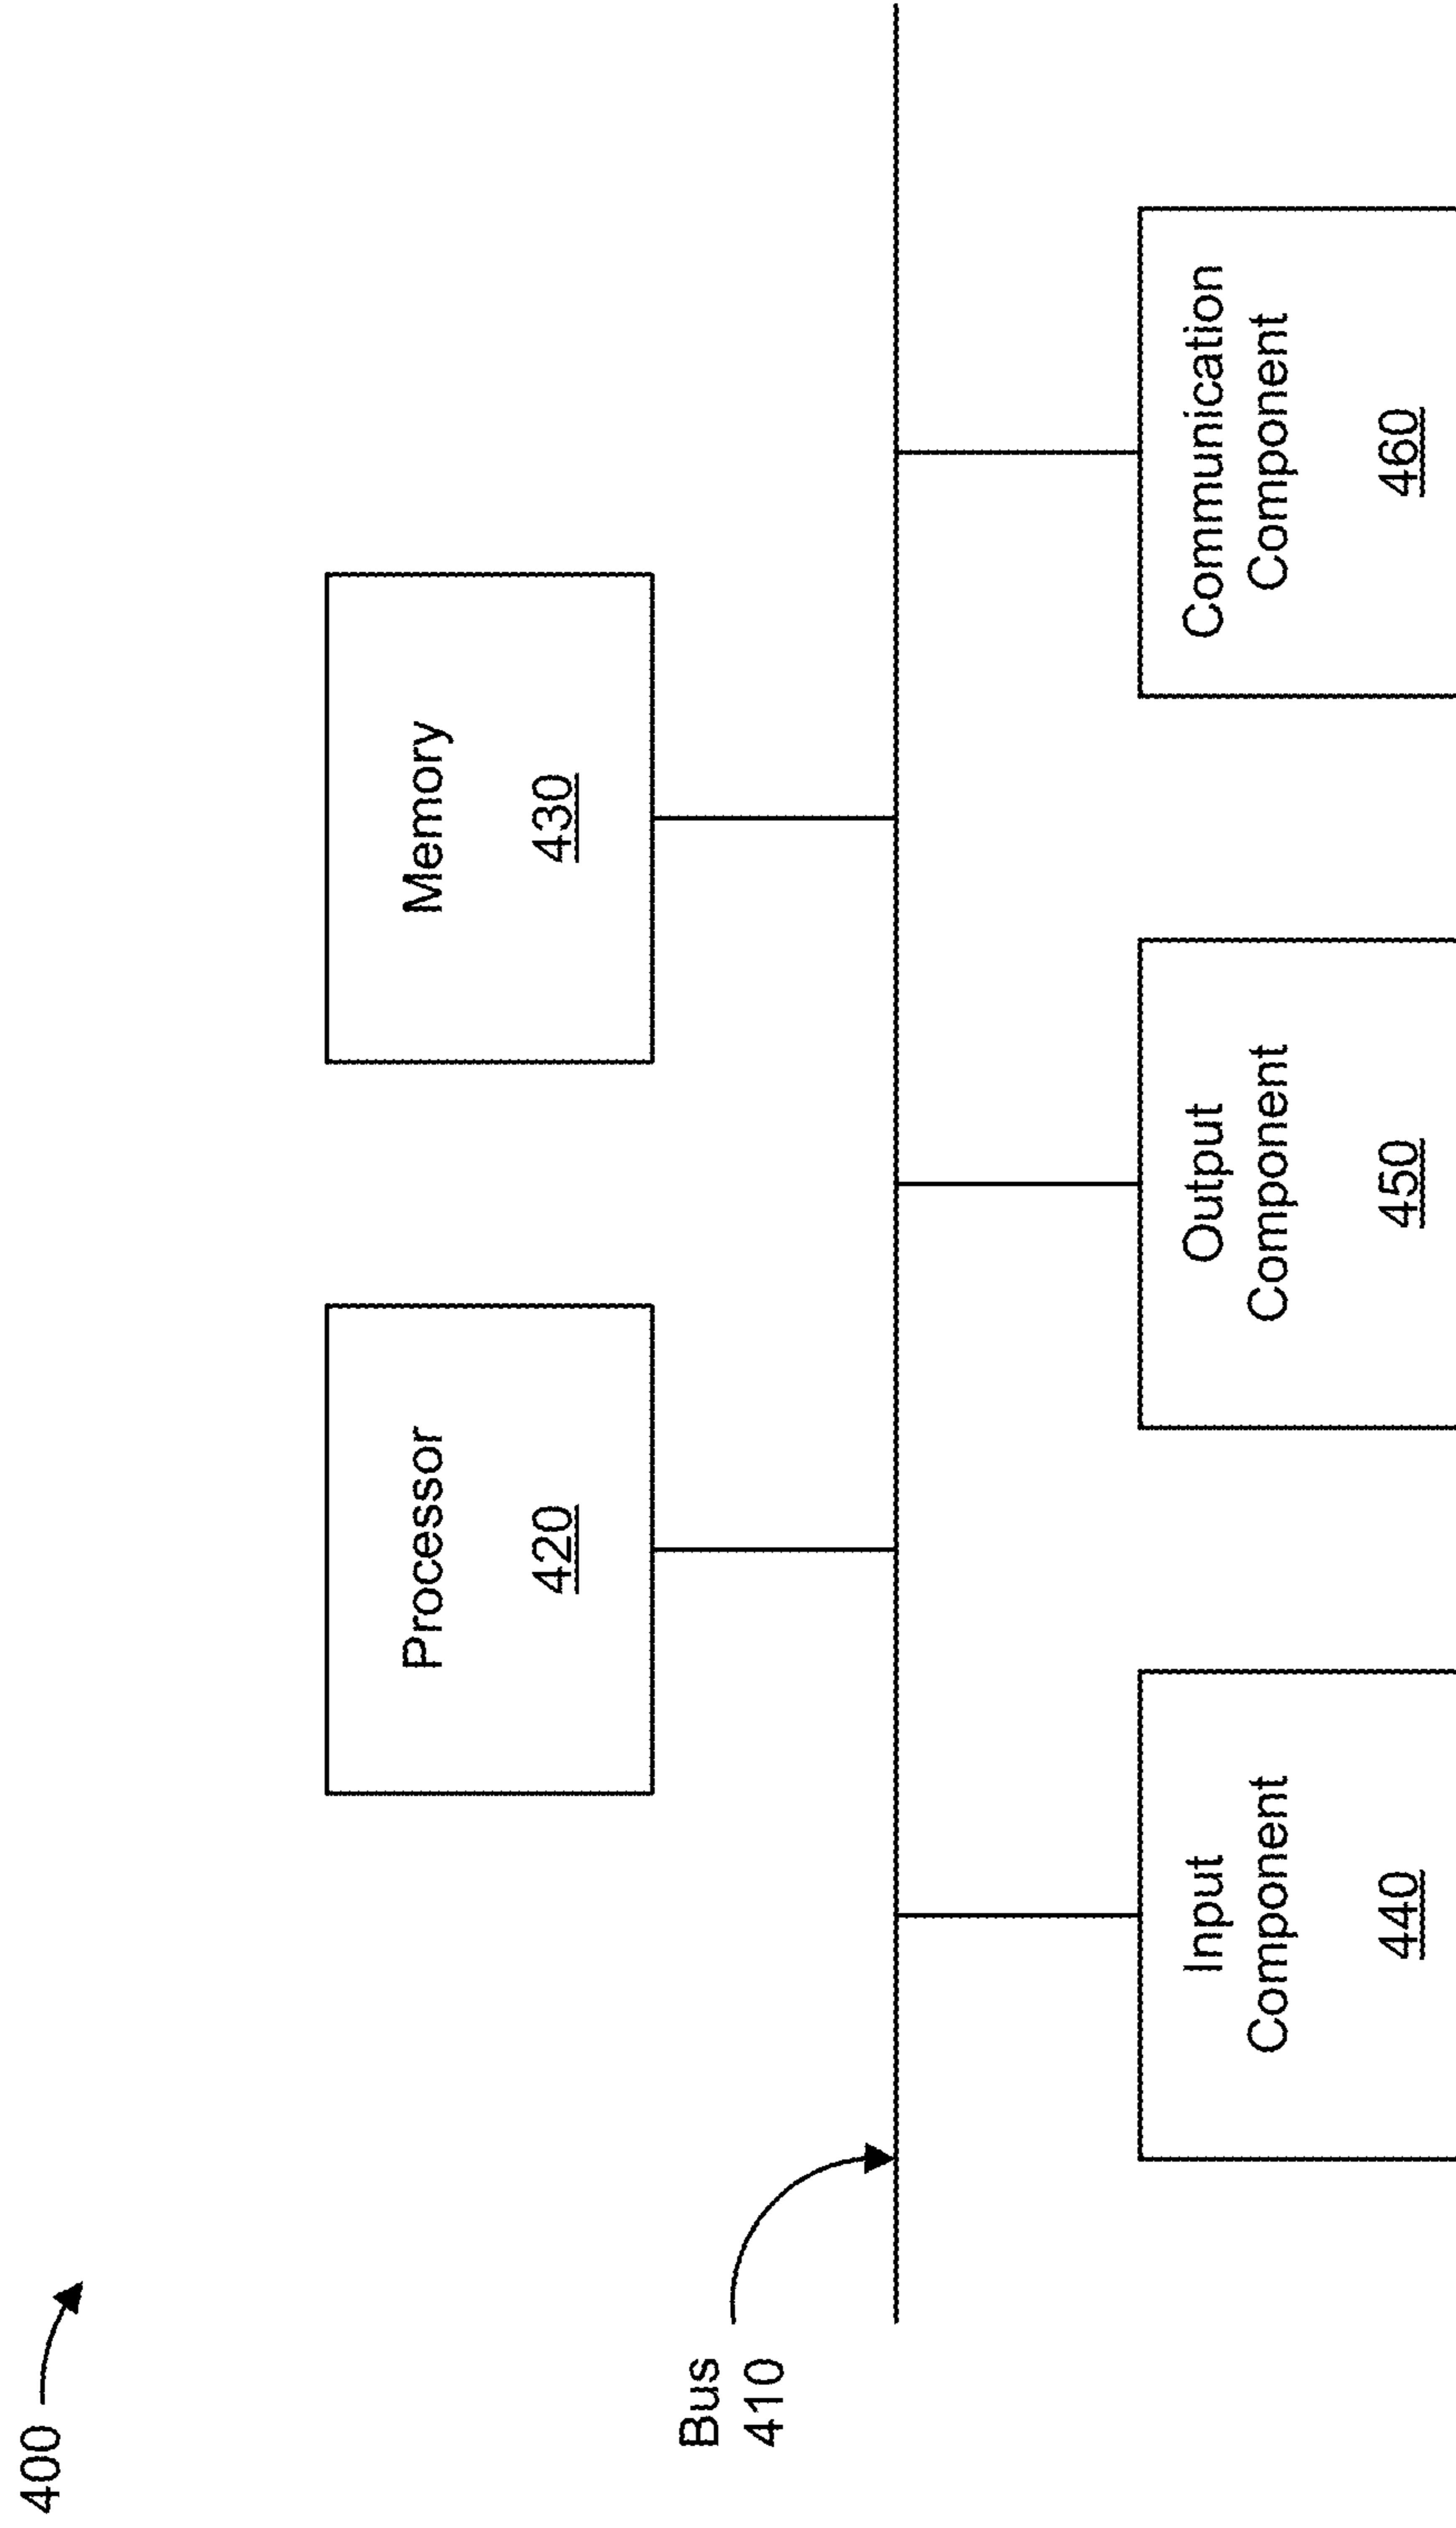 400
Processor
420
Memory
430
Bus
410
Input
Component
440
Output
Component
450
Communication
Component
460